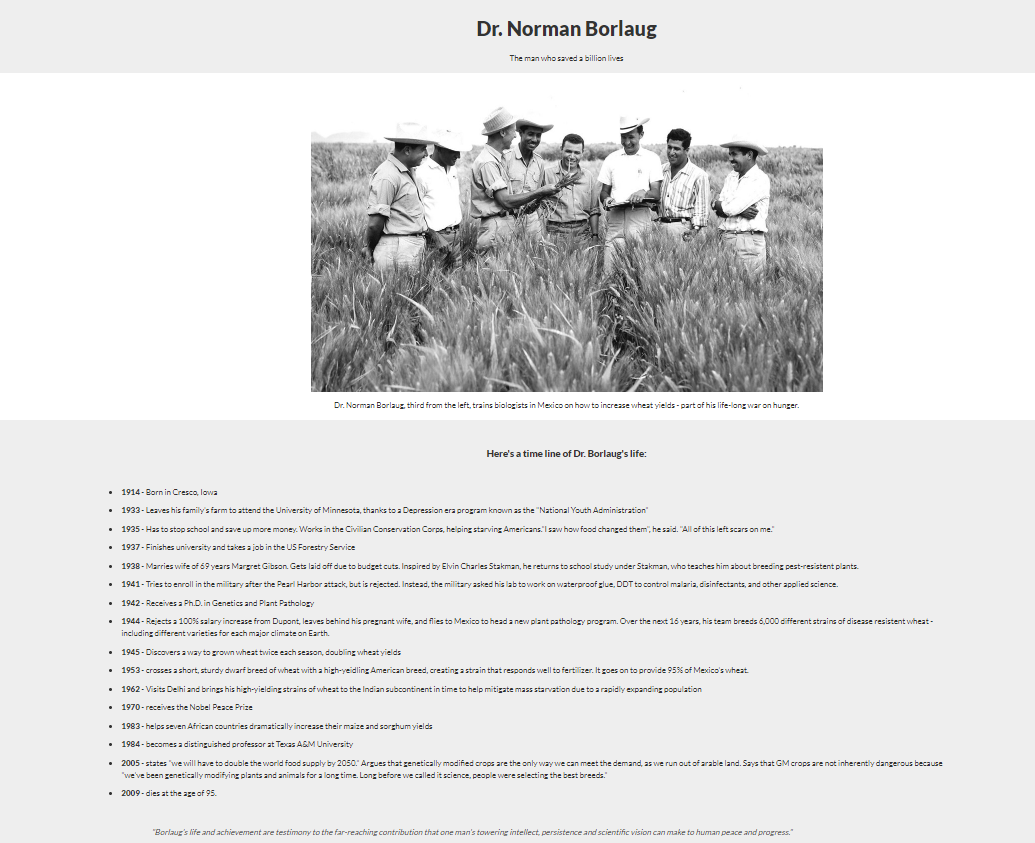 Dr. Norman Borlaug
The man who saved a billion lives
Dr. Norman Borlaug, third from the left, trains biologists in Mexico on how to increase wheat yields - part of his life-long war on hunger.
Here's a time line of Dr. Borlaug's life:
• 1914 - Born in Cresco, Iowa
• 1933 - Leaves his family's farm to attend the University of Minnesota, thanks to a Depression era program known as the "National Youth Administration"
• 1935 - Has to stop school and save up more money. Works in the Civilian Conservation Corps, helping starving Americans."I saw how food changed them", he said. "All of this left scars on me."
• 1937 - Finishes university and takes a job in the US Forestry Service
• 1938 - Marries wife of 69 years Margret Gibson. Gets laid off due to budget cuts. Inspired by Elvin Charles Stakman, he returns to school study under Stakman, who teaches him about breeding pest-resistent plants.
• 1941 - Tries to enroll in the military after the Pearl Harbor attack, but is rejected. Instead, the military asked his lab to work on waterproof glue, DDT to control malaria, disinfectants, and other applied science.
• 1942 - Receives a Ph.D. in Genetics and Plant Pathology
• 1944 - Rejects a 100% salary increase from Dupont, leaves behind his pregnant wife, and flies to Mexico to head a new plant pathology program. Over the next 16 years, his team breeds 6,000 different strains of disease resistent wheat -
including different varieties for each major climate on Earth.
• 1945 - Discovers a way to grown wheat twice each season, doubling wheat yields
• 1953 - crosses a short, sturdy dwarf breed of wheat with a high-yeidling American breed, creating a strain that responds well to fertilizer. It goes on to provide 95% of Mexico's wheat.
• 1962 - Visits Delhi and brings his high-yielding strains of wheat to the Indian subcontinent in time to help mitigate mass starvation due to a rapidly expanding population
• 1970 - receives the Nobel Peace Prize
• 1983 - helps seven African countries dramatically increase their maize and sorghum yields
• 1984 - becomes a distinguished professor at Texas A&M University
• 2005 - states "we will have to double the world food supply by 2050." Argues that genetically modified crops are the only way we can meet the demand, as we run out of arable land. Says that GM crops are not inherently dangerous because
"we've been genetically modifying plants and animals for a long time. Long before we called it science, people were selecting the best breeds."
• 2009 - dies at the age of 95.
"Borlaug's life and achievement are testimony to the far-reaching contribution that one man's towering intellect, persistence and scientific vision can make to human peace and progress."